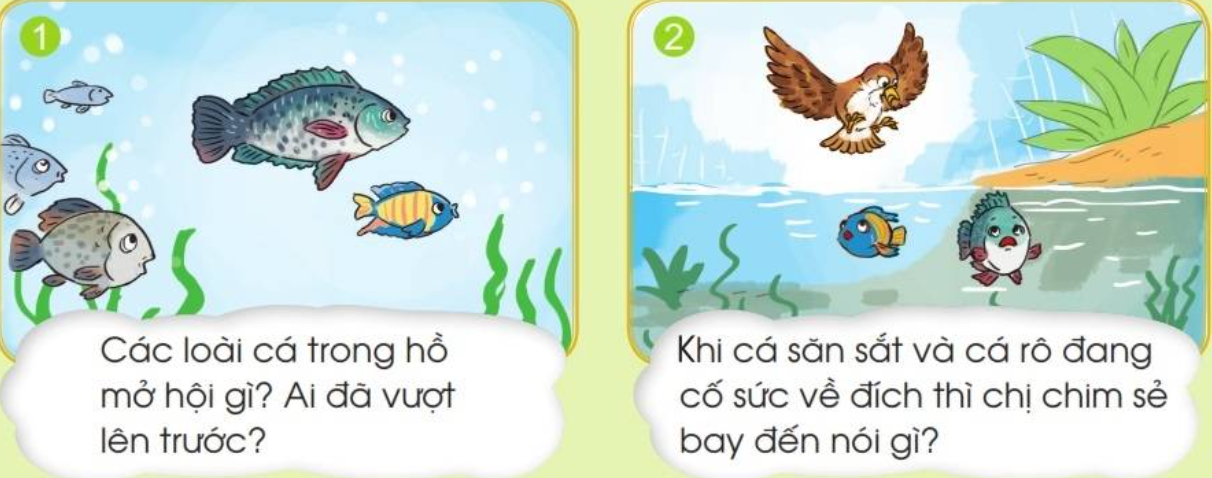 1
Các loài cá trong hồ
mở hội gì? Ai đã vượt
lên trước?
2
Khi cá săn sắt và cá rô đang
cố sức về đích thì chị chim sẻ
bay đến nói gì?